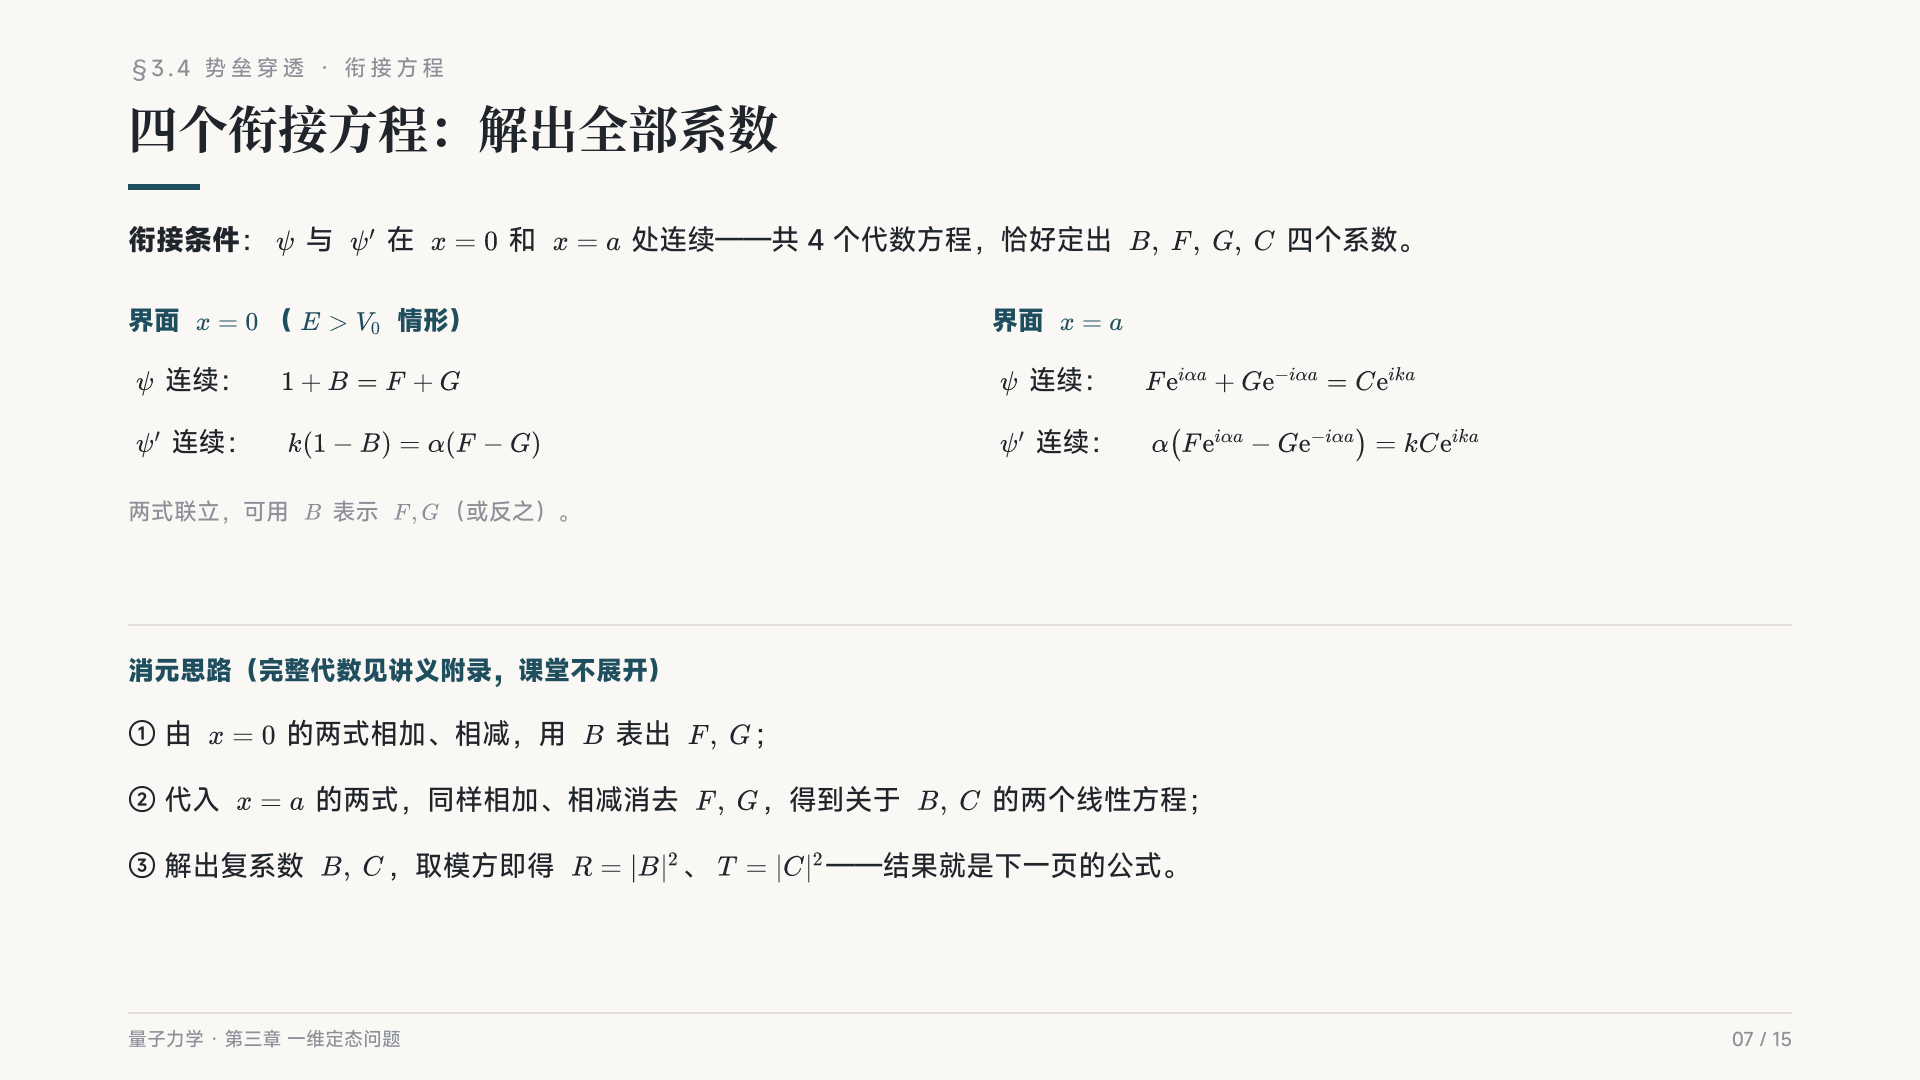 §3.4 势垒穿透 · 衔接方程
四个衔接方程：解出全部系数
衔接条件： ψ 与 ψ′ 在 x = 0 和 x = a 处连续——共 4 个代数方程，恰好定出 B, F, G, C 四个系数。
界面 x = 0 （ E > V₀ 情形）
ψ 连续： 1 + B = F + G
ψ′ 连续： k(1 − B) = α(F − G)
两式联立，可用 B 表示 F, G（或反之）。
界面 x = a
ψ 连续： Fe^{iαa} + Ge^{−iαa} = Ce^{ika}
ψ′ 连续： α(Fe^{iαa} − Ge^{−iαa}) = kCe^{ika}
消元思路（完整代数见讲义附录，课堂不展开）
① 由 x = 0 的两式相加、相减，用 B 表出 F, G；
② 代入 x = a 的两式，同样相加、相减消去 F, G，得到关于 B, C 的两个线性方程；
③ 解出复系数 B, C，取模方即得 R = |B|²、T = |C|²——结果就是下一页的公式。
量子力学 · 第三章 一维定态问题
07 / 15